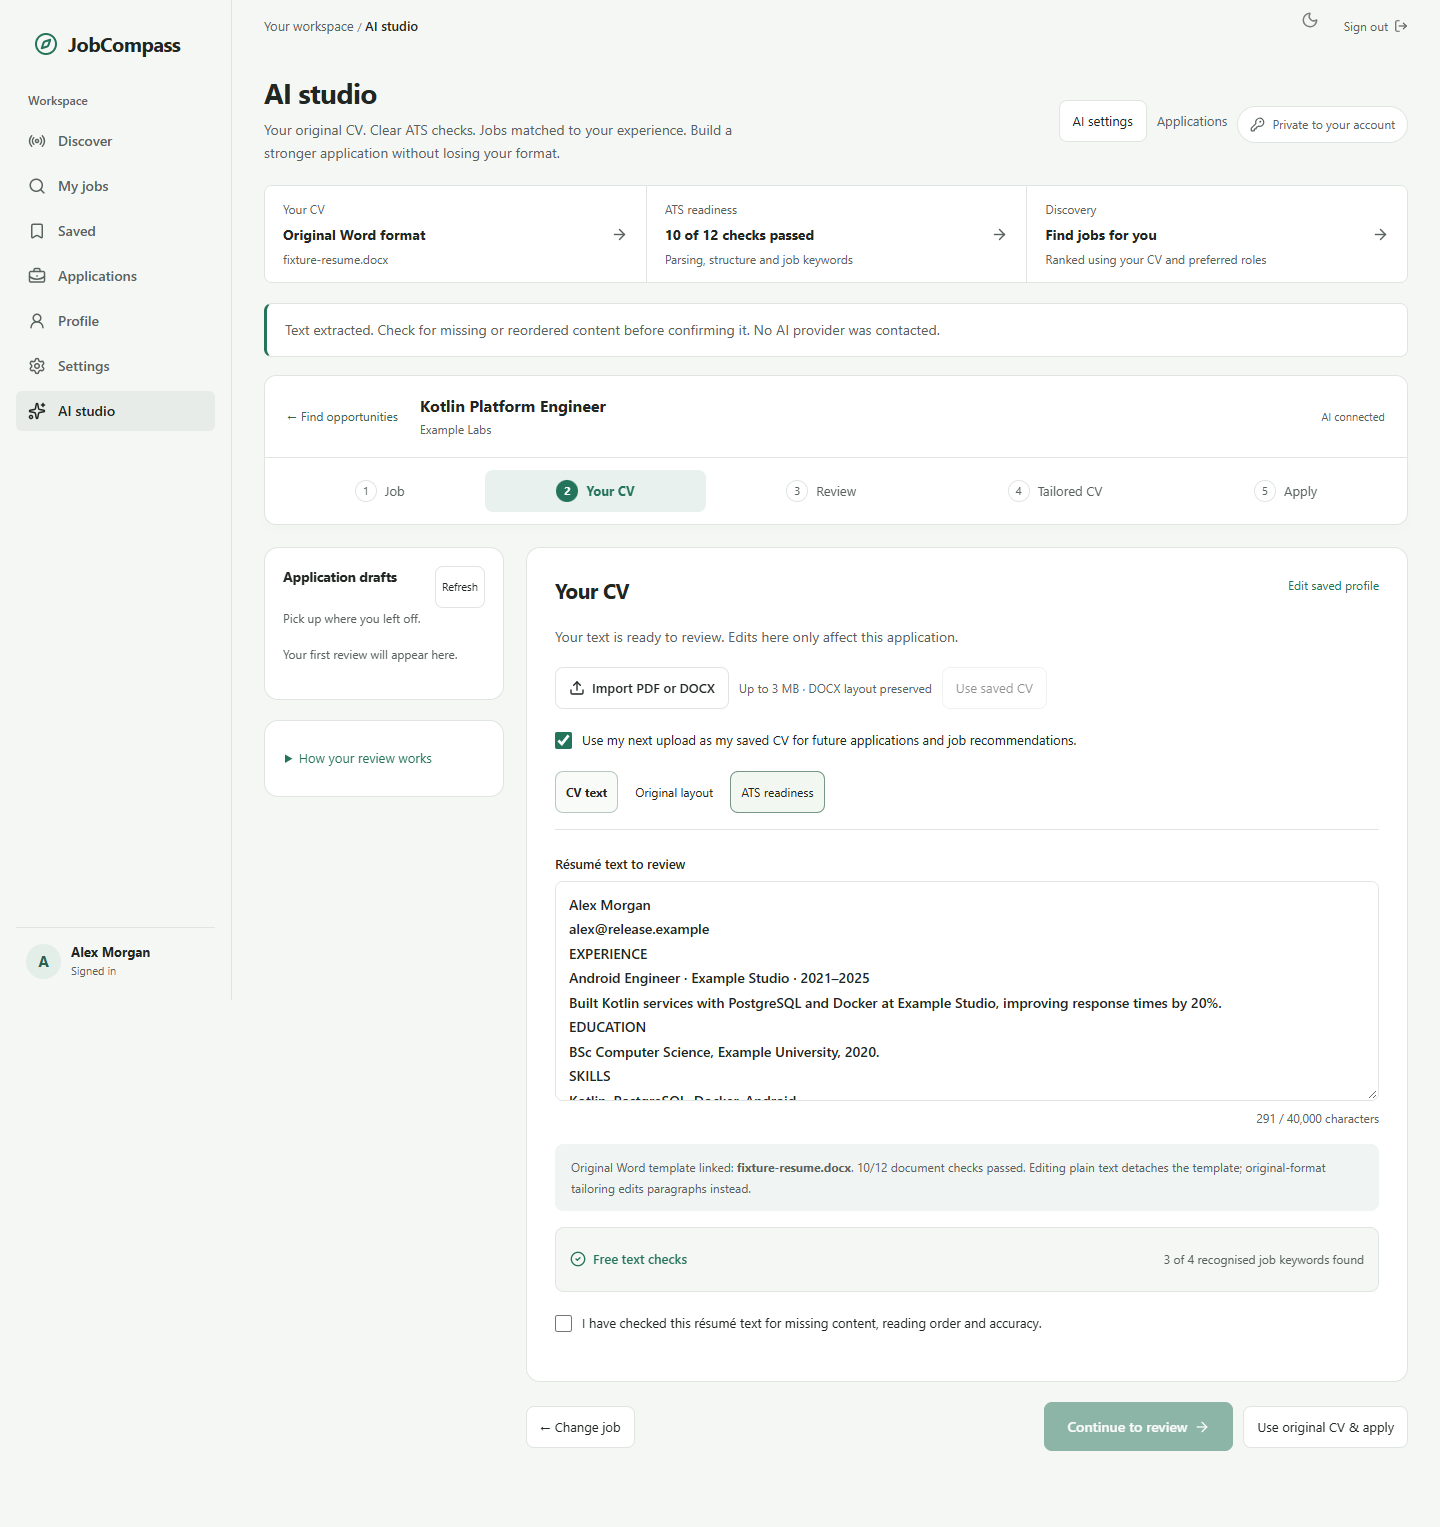 JobCompass
Workspace
Discover
My jobs
Saved
Applications
Profile
Settings
AI studio
A
Alex Morgan
Signed in
Your workspace / AI studio
Sign out
AI studio
Your original CV. Clear ATS checks. Jobs matched to your experience. Build a
stronger application without losing your format.
AI settings
Applications
Private to your account
Your CV
Original Word format
fixture-resume.docx
ATS readiness
10 of 12 checks passed
Parsing, structure and job keywords
Discovery
Find jobs for you
Ranked using your CV and preferred roles
Text extracted. Check for missing or reordered content before confirming it. No AI provider was contacted.
← Find opportunities
Kotlin Platform Engineer
Example Labs
AI connected
1 Job
2 Your CV
3 Review
4 Tailored CV
5 Apply
Application drafts
Refresh
Pick up where you left off.
Your first review will appear here.
How your review works
Your CV
Edit saved profile
Your text is ready to review. Edits here only affect this application.
Import PDF or DOCX
Up to 3 MB · DOCX layout preserved
Use saved CV
Use my next upload as my saved CV for future applications and job recommendations.
CV text
Original layout
ATS readiness
Résumé text to review
Alex Morgan
alex@release.example
EXPERIENCE
Android Engineer · Example Studio · 2021–2025
Built Kotlin services with PostgreSQL and Docker at Example Studio, improving response times by 20%.
EDUCATION
BSc Computer Science, Example University, 2020.
SKILLS
Kotlin, PostgreSQL, Docker, Android
291 / 40,000 characters
Original Word template linked: fixture-resume.docx. 10/12 document checks passed. Editing plain text detaches the template; original-format
tailoring edits paragraphs instead.
Free text checks
3 of 4 recognised job keywords found
I have checked this résumé text for missing content, reading order and accuracy.
← Change job
Continue to review →
Use original CV & apply